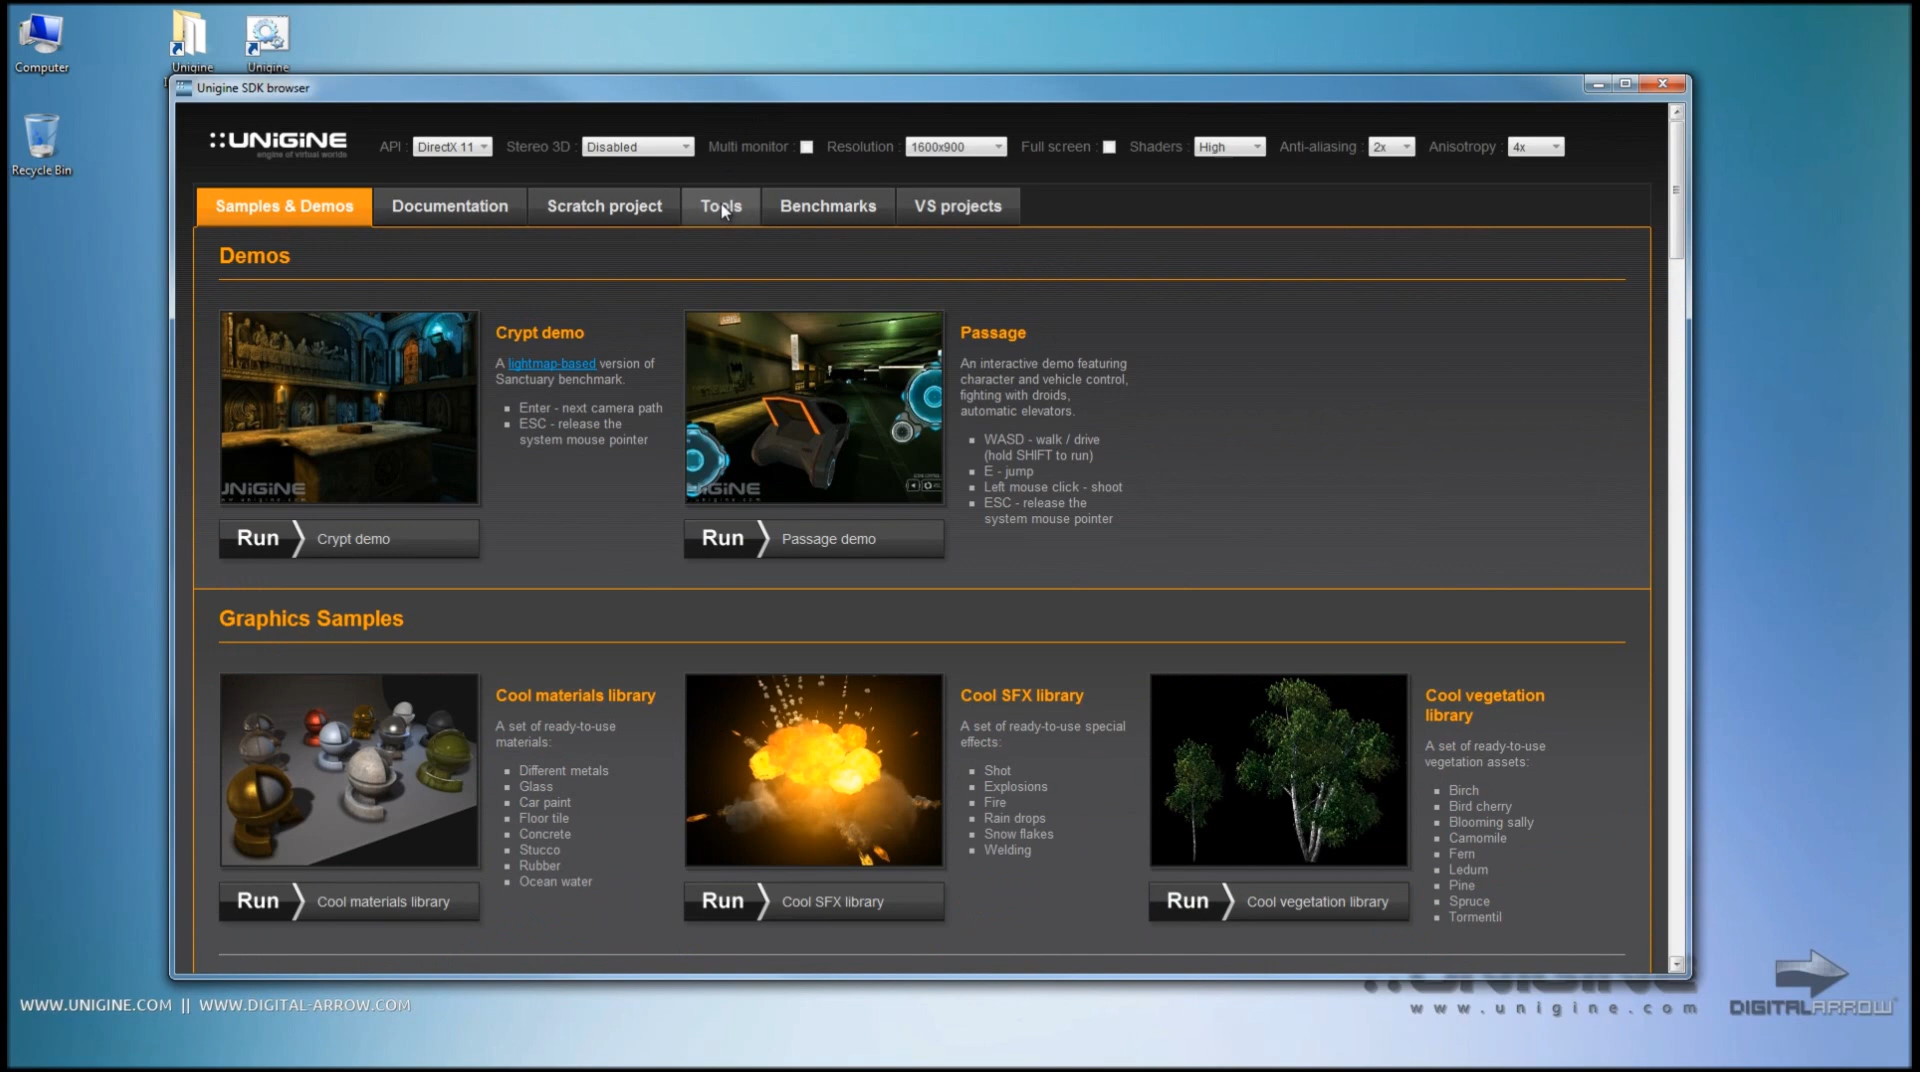 Computer
Unigine
Unigine
Recycle Bin
Unigine SDK browser
::UNiGiNE
engine of virtual worlds
API : DirectX 11 Stereo 3D : Disabled Multi monitor : Resolution : 1600x900 Full screen : Shaders : High Anti-aliasing : 2x Anisotropy : 4x
Samples & Demos Documentation Scratch project Tools Benchmarks VS projects
Demos
Crypt demo
A lightmap-based version of
Sanctuary benchmark.
Enter - next camera path
ESC - release the
system mouse pointer
UNiGiNE
Run Crypt demo
Passage
An interactive demo featuring
character and vehicle control,
fighting with droids,
automatic elevators.
WASD - walk / drive
(hold SHIFT to run)
E - jump
Left mouse click - shoot
ESC - release the
system mouse pointer
UNiGiNE
Run Passage demo
Graphics Samples
Cool materials library
A set of ready-to-use
materials:
Different metals
Glass
Car paint
Floor tile
Concrete
Stucco
Rubber
Ocean water
Run Cool materials library
Cool SFX library
A set of ready-to-use special
effects:
Shot
Explosions
Fire
Rain drops
Snow flakes
Welding
Run Cool SFX library
Cool vegetation
library
A set of ready-to-use
vegetation assets:
Birch
Bird cherry
Blooming sally
Camomile
Fern
Ledum
Pine
Spruce
Tormentil
Run Cool vegetation library
WWW.UNIGINE.COM || WWW.DIGITAL-ARROW.COM
www.unigine.com
DIGITALARROW